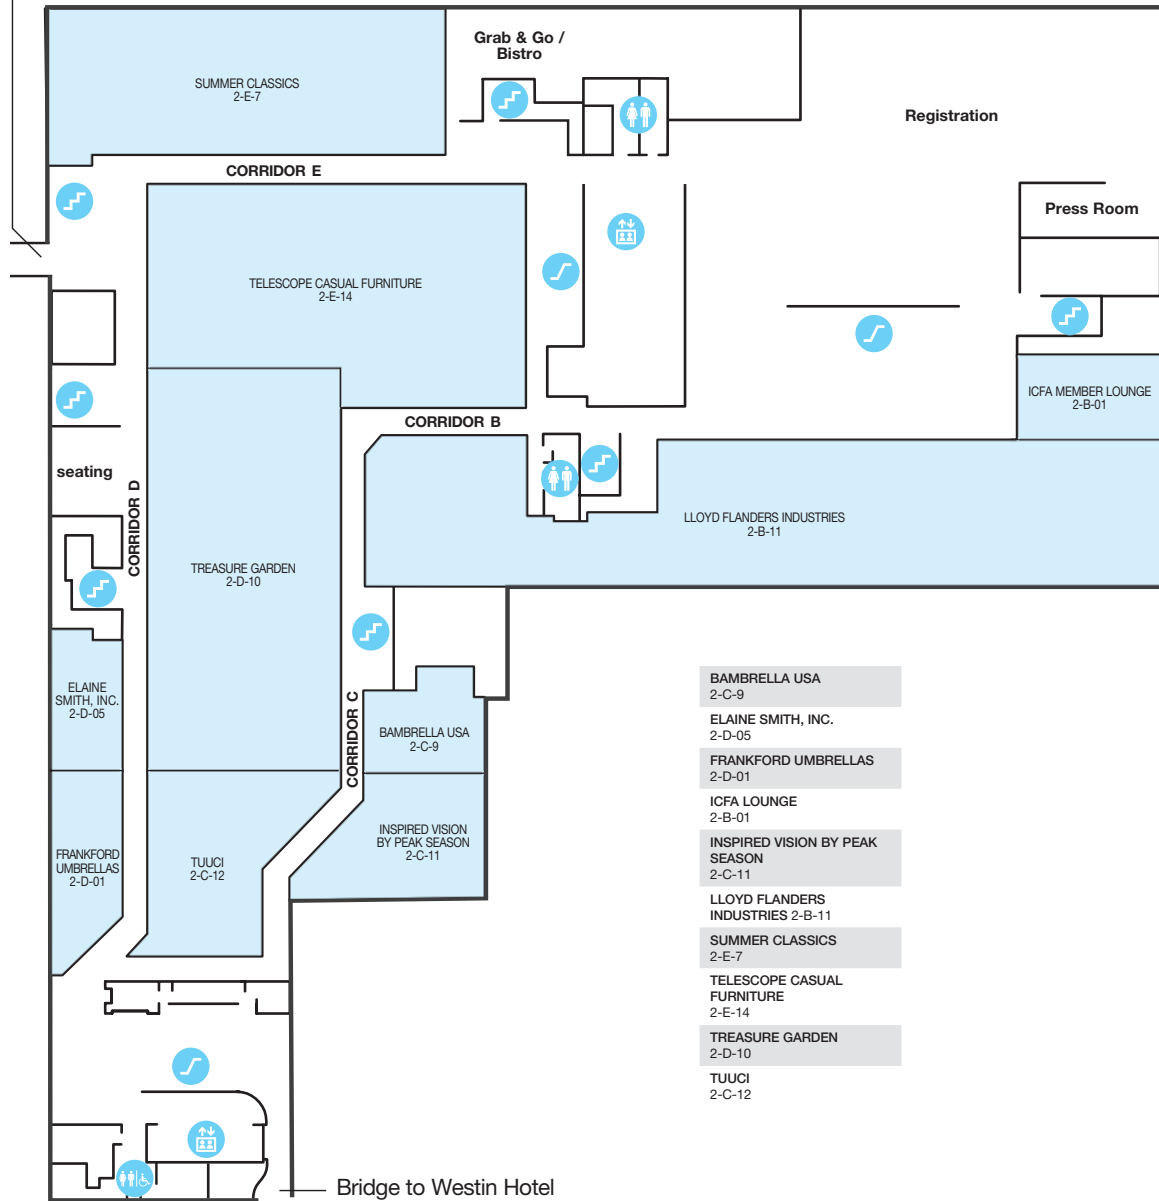 Grab & Go /
Bistro
SUMMER CLASSICS
2-E-7
Registration
CORRIDOR E
Press Room
TELESCOPE CASUAL FURNITURE
2-E-14
ICFA MEMBER LOUNGE
2-B-01
CORRIDOR B
seating
CORRIDOR D
LLOYD FLANDERS INDUSTRIES
2-B-11
TREASURE GARDEN
2-D-10
ELAINE
SMITH, INC.
2-D-05
CORRIDOR C
BAMBRELLA USA
2-C-9
INSPIRED VISION
BY PEAK SEASON
2-C-11
FRANKFORD
UMBRELLAS
2-D-01
TUUCI
2-C-12
BAMBRELLA USA
2-C-9
ELAINE SMITH, INC.
2-D-05
FRANKFORD UMBRELLAS
2-D-01
ICFA LOUNGE
2-B-01
INSPIRED VISION BY PEAK
SEASON
2-C-11
LLOYD FLANDERS
INDUSTRIES 2-B-11
SUMMER CLASSICS
2-E-7
TELESCOPE CASUAL
FURNITURE
2-E-14
TREASURE GARDEN
2-D-10
TUUCI
2-C-12
Bridge to Westin Hotel